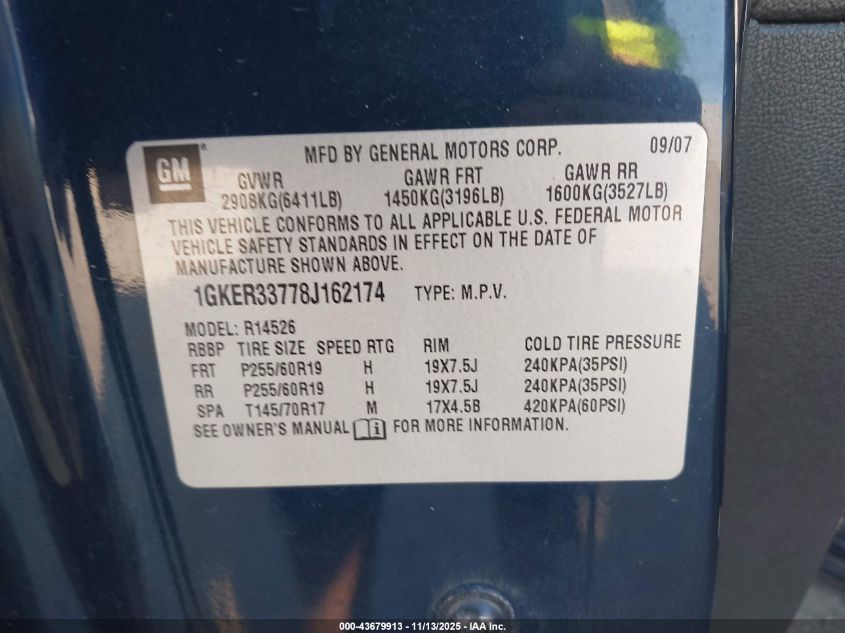 GM ® MFD BY GENERAL MOTORS CORP. 09/07
GVWR GAWR FRT GAWR RR
2908KG(6411LB) 1450KG(3196LB) 1600KG(3527LB)
THIS VEHICLE CONFORMS TO ALL APPLICABLE U.S. FEDERAL MOTOR
VEHICLE SAFETY STANDARDS IN EFFECT ON THE DATE OF
MANUFACTURE SHOWN ABOVE.
1GKER33778J162174 TYPE: M.P.V.
MODEL: R14526
RBBP TIRE SIZE SPEED RTG RIM COLD TIRE PRESSURE
FRT P255/60R19 H 19X7.5J 240KPA(35PSI)
RR P255/60R19 H 19X7.5J 240KPA(35PSI)
SPA T145/70R17 M 17X4.5B 420KPA(60PSI)
SEE OWNER'S MANUAL i FOR MORE INFORMATION.
000-43679913 - 11/13/2025 - IAA Inc.